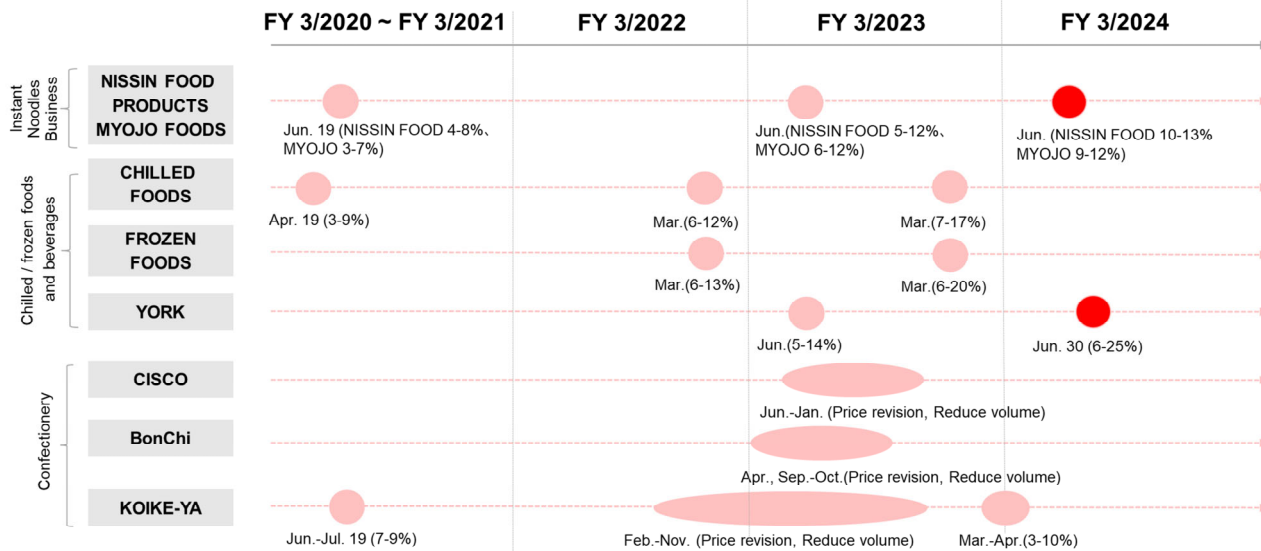 FY 3/2020 ~ FY 3/2021
FY 3/2022
FY 3/2023
FY 3/2024
Instant
Noodles
Business
NISSIN FOOD
PRODUCTS
MYOJO FOODS
Jun. 19 (NISSIN FOOD 4-8%、
MYOJO 3-7%)
Jun.(NISSIN FOOD 5-12%、
MYOJO 6-12%)
Jun. (NISSIN FOOD 10-13%
MYOJO 9-12%)
Chilled / frozen foods
and beverages
CHILLED
FOODS
Apr. 19 (3-9%)
Mar.(6-12%)
Mar.(7-17%)
FROZEN
FOODS
Mar.(6-13%)
Mar.(6-20%)
YORK
Jun.(5-14%)
Jun. 30 (6-25%)
Confectionery
CISCO
Jun.-Jan. (Price revision, Reduce volume)
BonChi
Apr., Sep.-Oct.(Price revision, Reduce volume)
KOIKE-YA
Jun.-Jul. 19 (7-9%)
Feb.-Nov. (Price revision, Reduce volume)
Mar.-Apr.(3-10%)